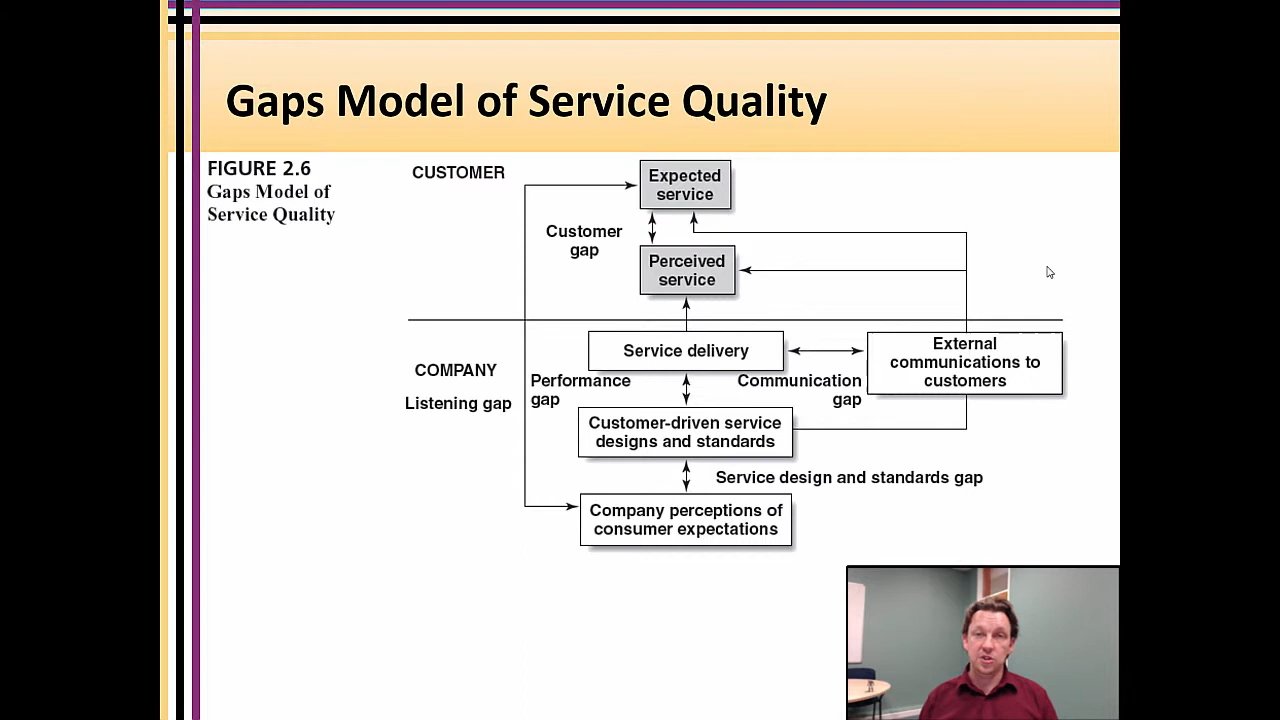 Gaps Model of Service Quality
FIGURE 2.6
Gaps Model of
Service Quality
CUSTOMER
Expected
service
Customer
gap
Perceived
service
COMPANY
Listening gap
Service delivery
External
communications to
customers
Performance
gap
Communication
gap
Customer-driven service
designs and standards
Service design and standards gap
Company perceptions of
consumer expectations